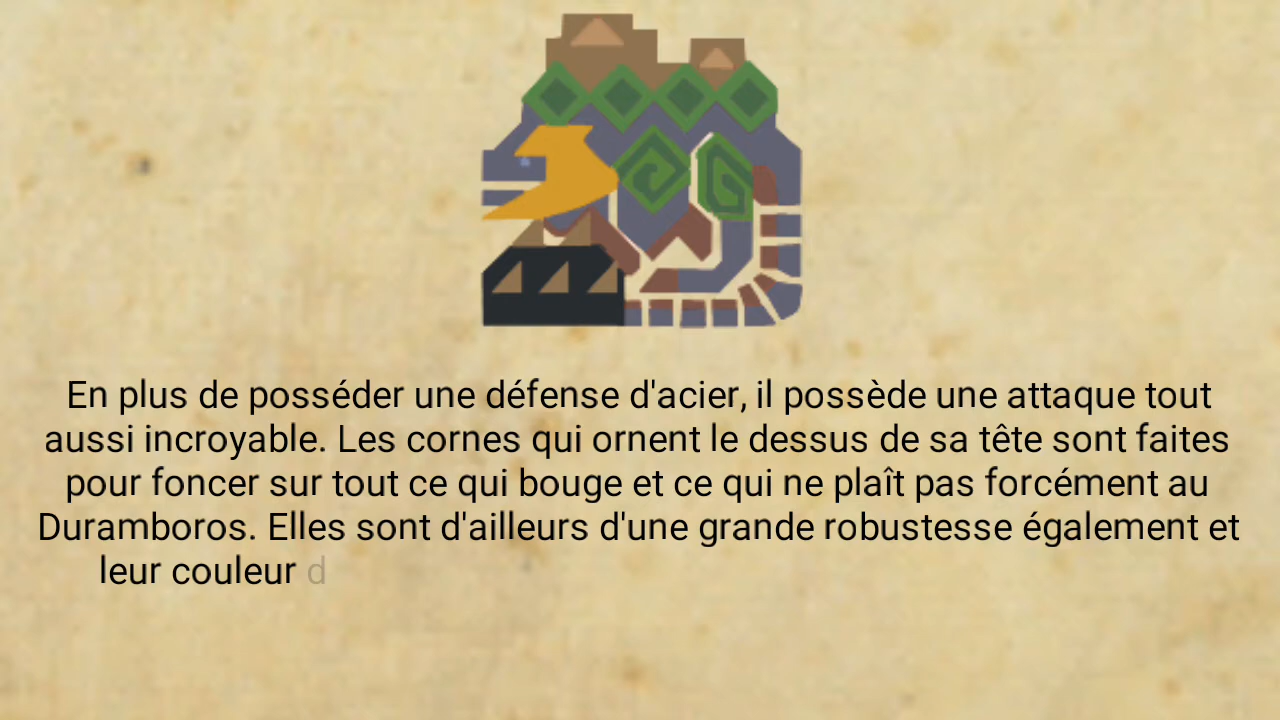 En plus de posséder une défense d'acier, il possède une attaque tout
aussi incroyable. Les cornes qui ornent le dessus de sa tête sont faites
pour foncer sur tout ce qui bouge et ce qui ne plaît pas forcément au
Duramboros. Elles sont d'ailleurs d'une grande robustesse également et
leur couleur d